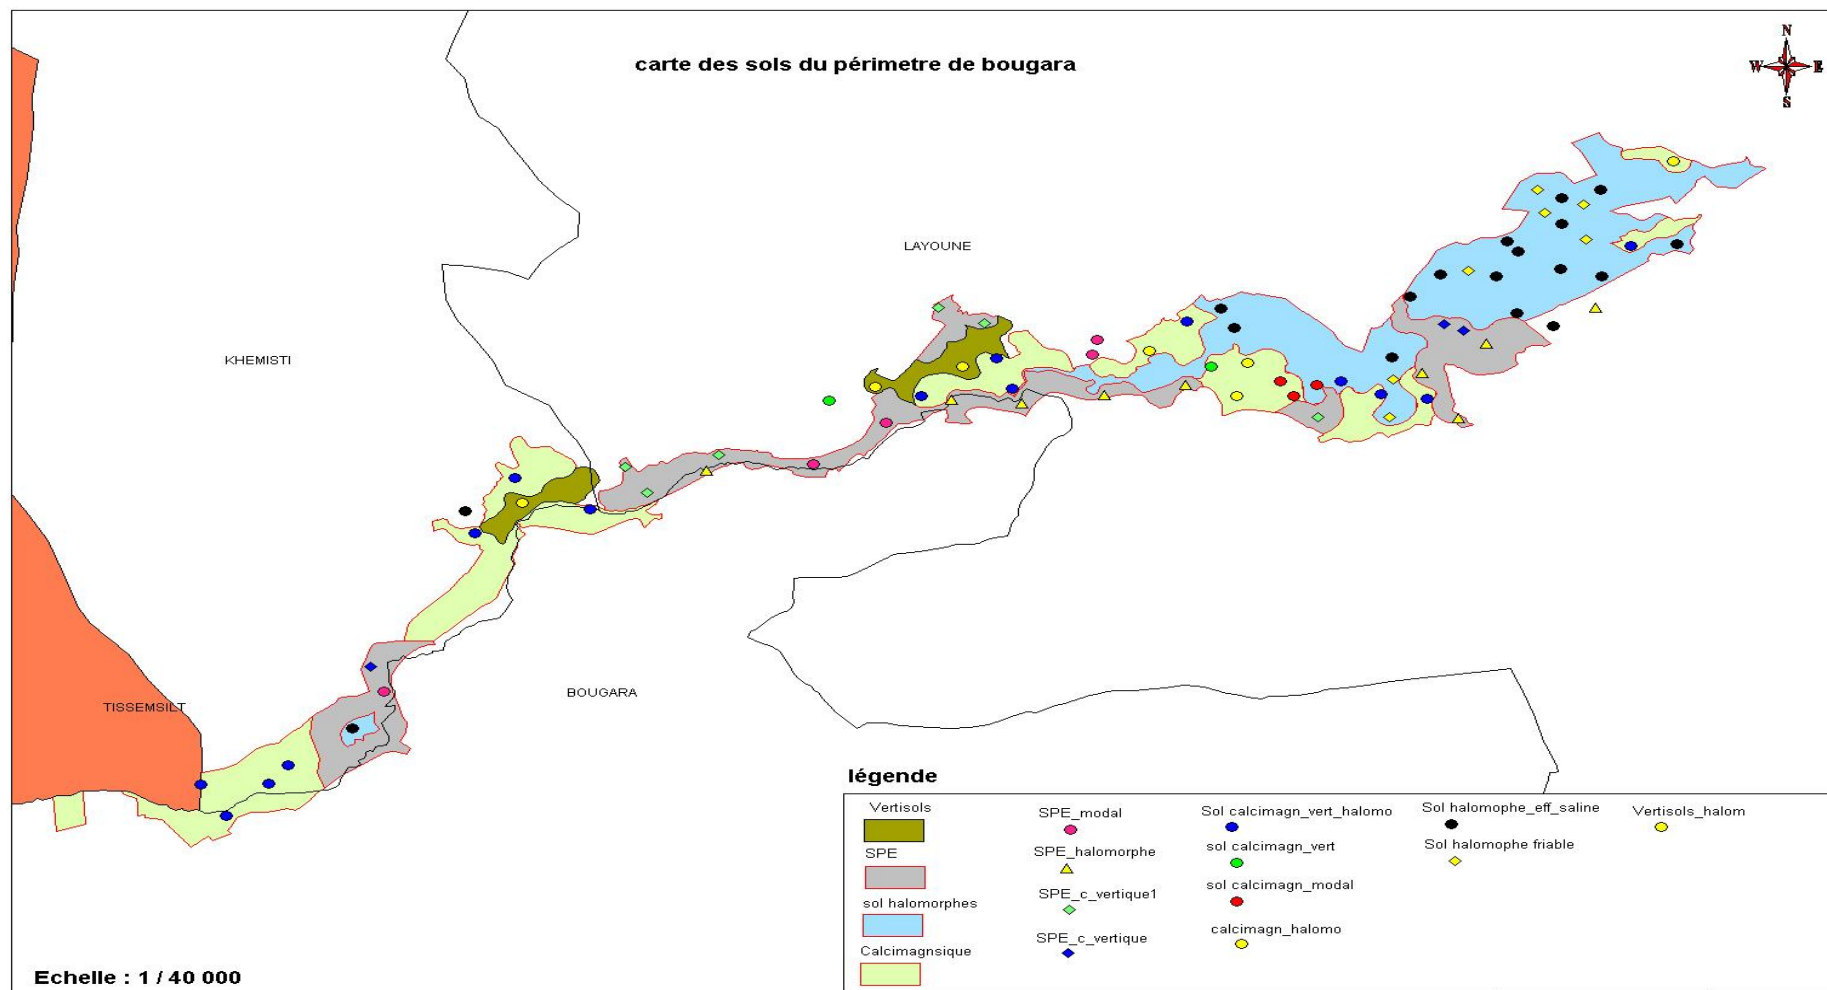 carte des sols du périmetre de bougara
N
W E
S
LAYOUNE
KHEMISTI
BOUGARA
TISSEMSILT
légende
Vertisols
SPE
sol halomorphes
Calcimagnsique
SPE_modal
SPE_halomorphe
SPE_c_vertique1
SPE_c_vertique
Sol calcimagn_vert_halomo
sol calcimagn_vert
sol calcimagn_modal
calcimagn_halomo
Sol halomophe_eff_saline
Sol halomophe friable
Vertisols_halom
Echelle : 1 / 40 000